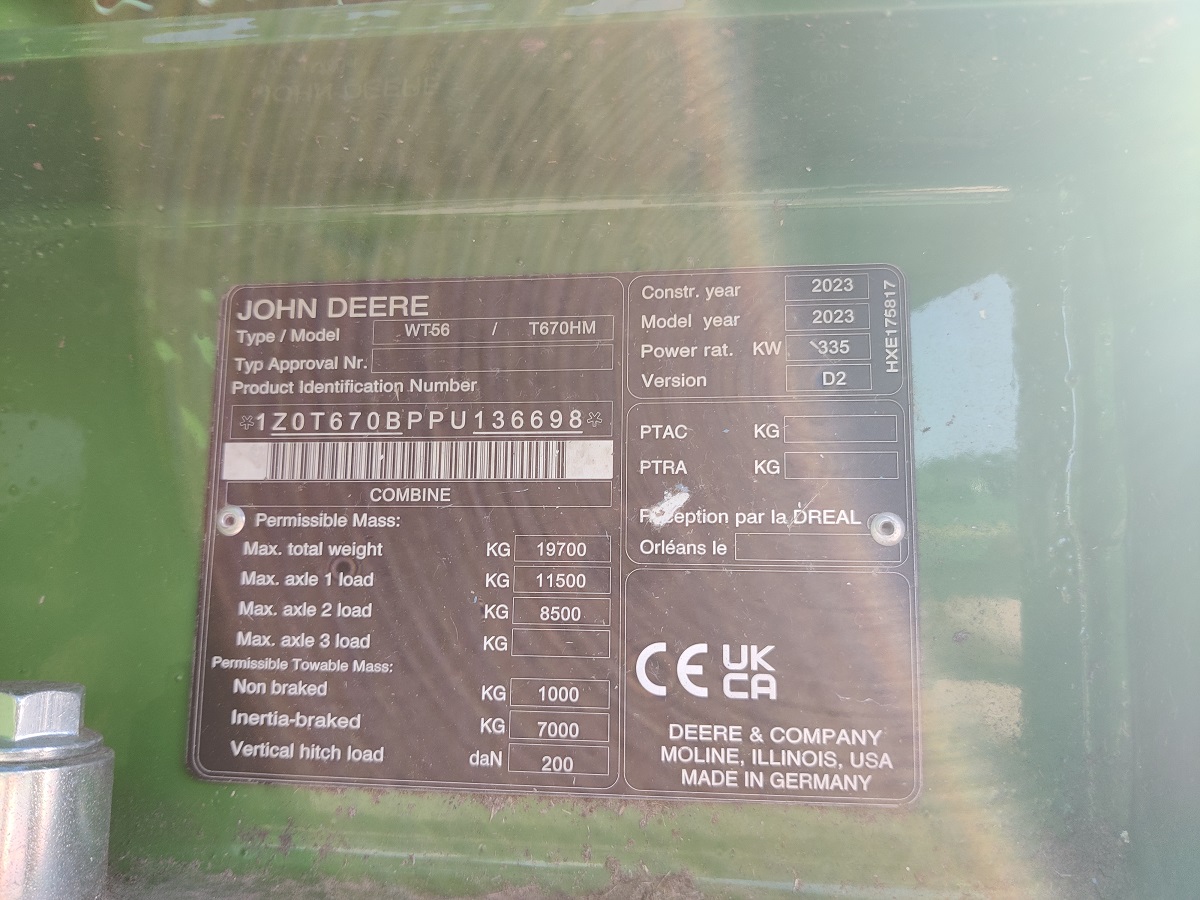 JOHN DEERE
Type / Model WT56 / T670HM
Typ Approval Nr.
Product Identification Number
*1Z0T670BPPU136698*
COMBINE
Permissible Mass:
Max. total weight KG 19700
Max. axle 1 load KG 11500
Max. axle 2 load KG 8500
Max. axle 3 load KG
Permissible Towable Mass:
Non braked KG 1000
Inertia-braked KG 7000
Vertical hitch load daN 200
Constr. year 2023
Model year 2023
Power rat. KW 335
Version D2
HXE175817
PTAC KG
PTRA KG
Réception par la DREAL
Orléans le
CE UK
CA
DEERE & COMPANY
MOLINE, ILLINOIS, USA
MADE IN GERMANY